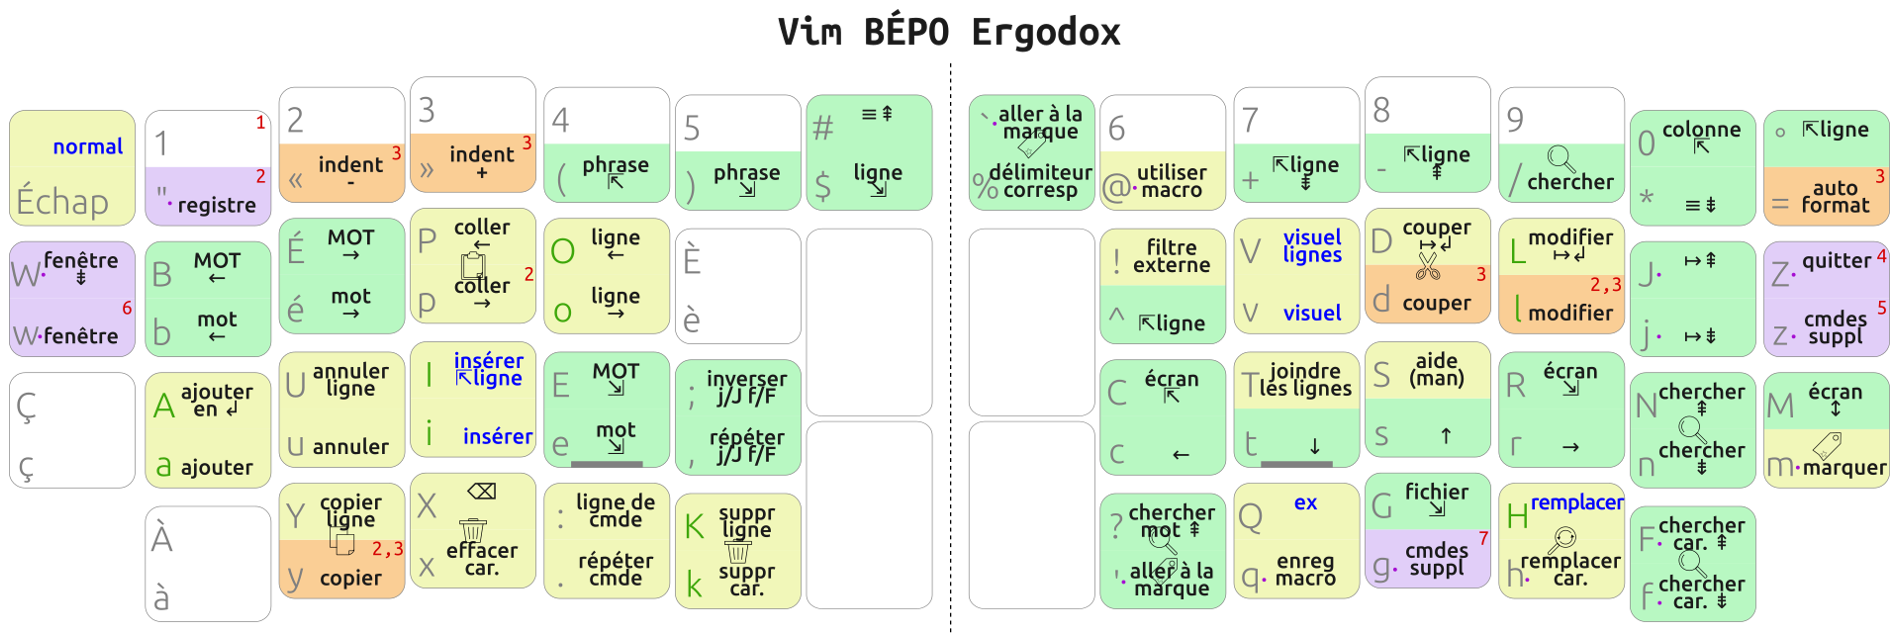 Vim BÉPO Ergodox
normal
Échap
1 1
2
" registre
2
« indent 3
-
3
» indent 3
+
4
( phrase
5
) phrase
#
$ ligne
` aller à la
marque
% délimiteur
corresp
6
@ utiliser
macro
7
+ ligne
8
- ligne
9
/ chercher
0 colonne
*
° ligne
= auto 3
format
W fenêtre
6
w fenêtre
B MOT
←
b mot
←
É MOT
→
é mot
→
P coller
←
2
p coller
→
O ligne
←
o ligne
→
È
è
! filtre
externe
^ ligne
V visuel
lignes
v visuel
D couper
3
d couper
L modifier
2,3
l modifier
J
j
Z quitter 4
5
z cmdes
suppl
Ç
ç
A ajouter
en
a ajouter
U annuler
ligne
u annuler
I insérer
ligne
i insérer
E MOT
e mot
; inverser
j/J f/F
, répéter
j/J f/F
C écran
c ←
T joindre
les lignes
t ↓
S aide
(man)
s ↑
R écran
r →
N chercher
n chercher
M écran
↕
m marquer
À
à
Y copier
ligne
2,3
y copier
X
x effacer
car.
: ligne de
cmde
. répéter
cmde
K suppr
ligne
k suppr
car.
? chercher
mot
' aller à la
marque
Q ex
q enreg
macro
G fichier
7
g cmdes
suppl
H remplacer
h remplacer
car.
F chercher
car.
f chercher
car.